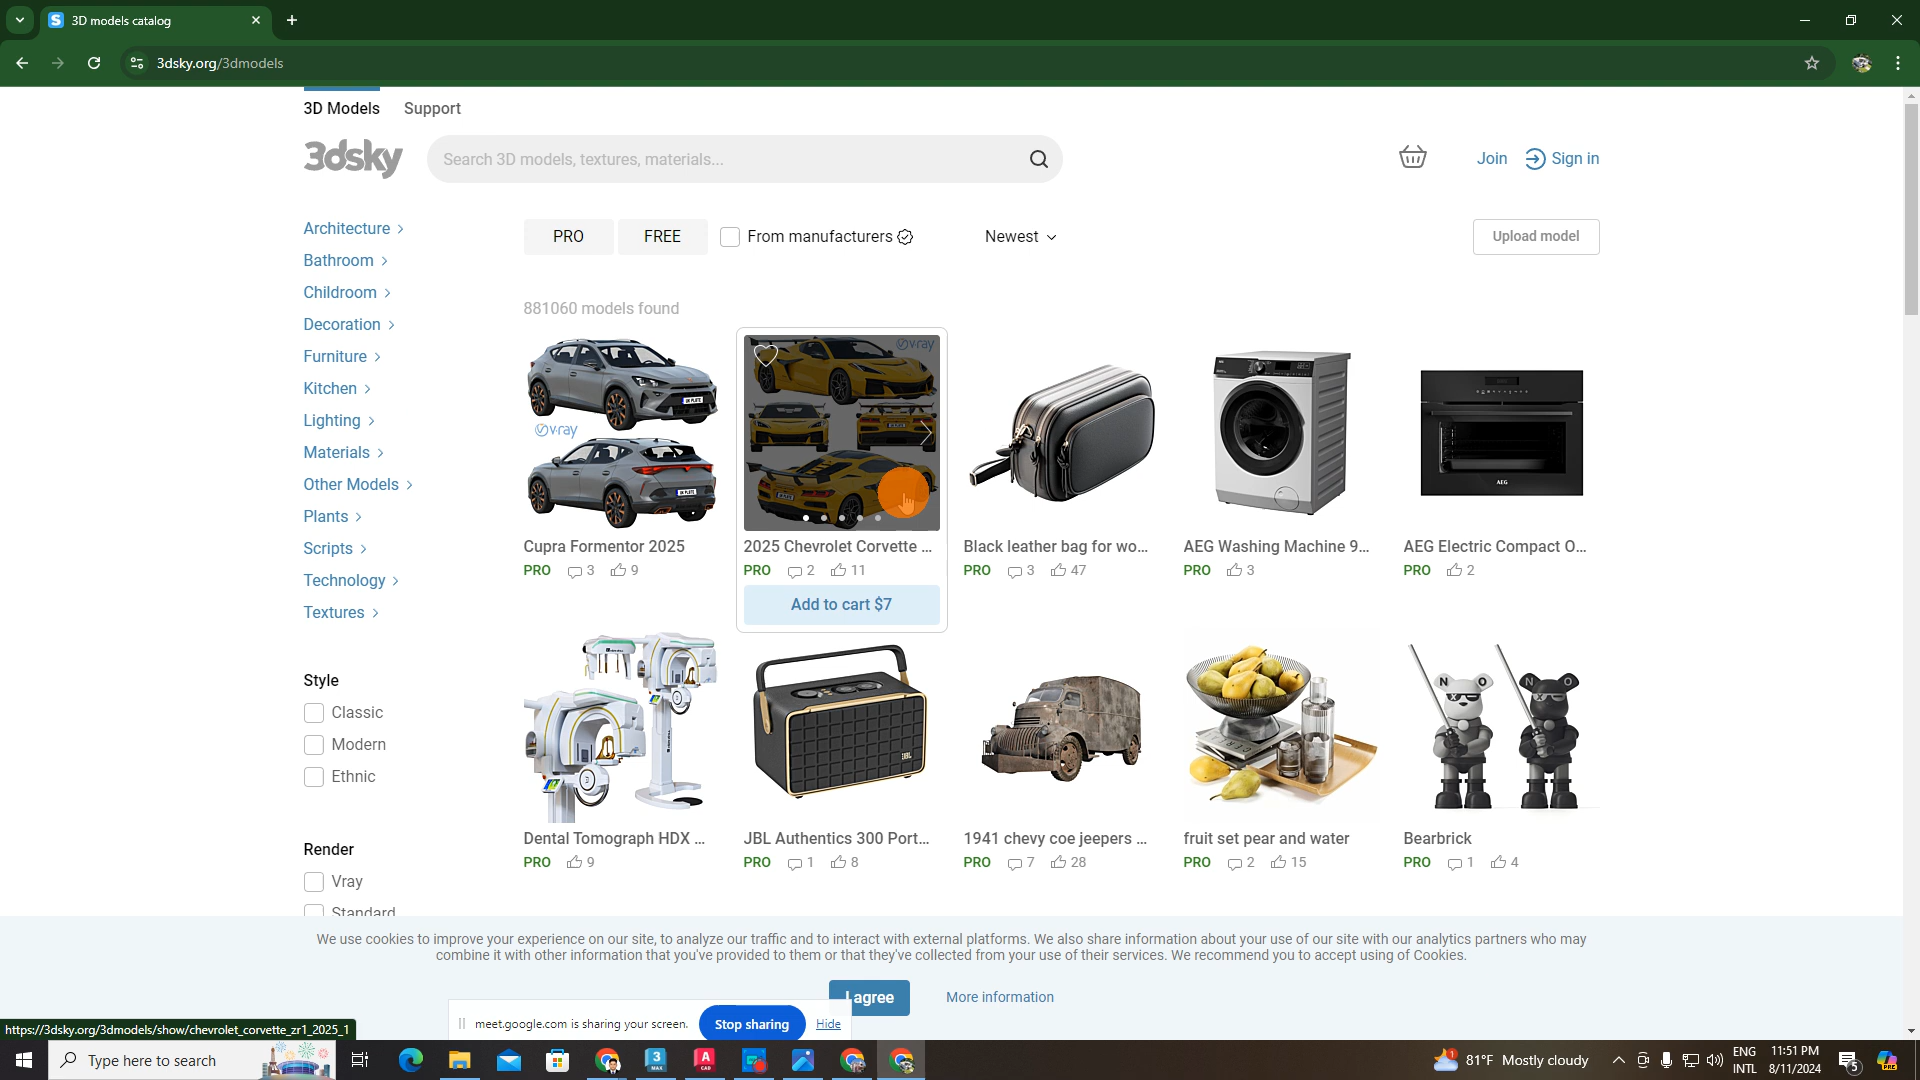 3D models catalog
3dsky.org/3dmodels
3D Models
Support
3dsky
Search 3D models, textures, materials...
Join
Sign in
Architecture
Bathroom
Childroom
Decoration
Furniture
Kitchen
Lighting
Materials
Other Models
Plants
Scripts
Technology
Textures
Style
Classic
Modern
Ethnic
Render
Vray
Standard
PRO
FREE
From manufacturers
Newest
Upload model
881060 models found
v·ray
Cupra Formentor 2025
PRO 3 9
v·ray
2025 Chevrolet Corvette ...
PRO 2 11
Add to cart $7
Black leather bag for wo...
PRO 3 47
AEG Washing Machine 9...
PRO 3
AEG
AEG Electric Compact O...
PRO 2
Dental Tomograph HDX ...
PRO 9
JBL
JBL Authentics 300 Port...
PRO 1 8
1941 chevy coe jeepers ...
PRO 7 28
fruit set pear and water
PRO 2 15
N X O
N X O
Bearbrick
PRO 1 4
We use cookies to improve your experience on our site, to analyze our traffic and to interact with external platforms. We also share information about your use of our site with our analytics partners who may
combine it with other information that you've provided to them or that they've collected from your use of their services. We recommend you to accept using of Cookies.
I agree
More information
meet.google.com is sharing your screen.
Stop sharing
Hide
https://3dsky.org/3dmodels/show/chevrolet_corvette_zr1_2025_1
Type here to search
81°F Mostly cloudy
ENG
INTL
11:51 PM
8/11/2024
5